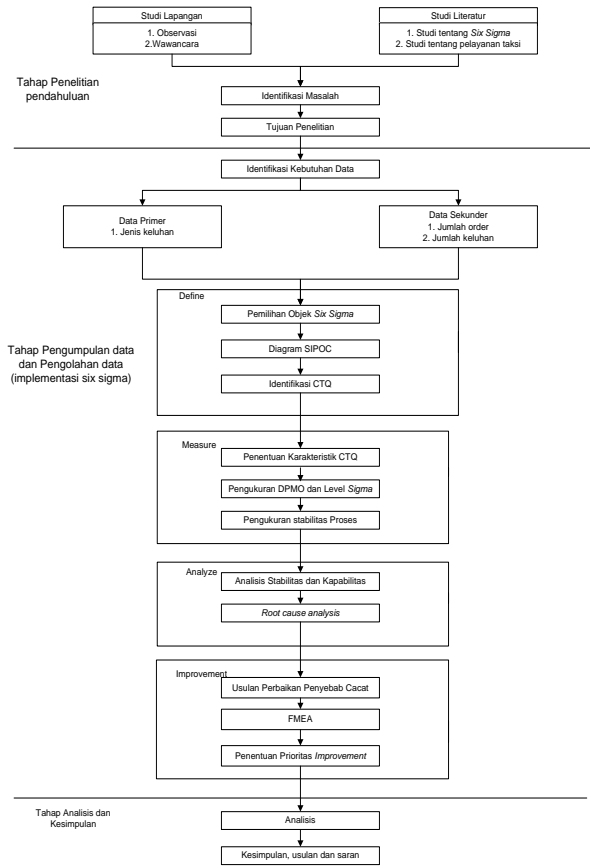 Studi Lapangan
1. Observasi
2.Wawancara
Studi Literatur
1. Studi tentang Six Sigma
2. Studi tentang pelayanan taksi
Tahap Penelitian
pendahuluan
Identifikasi Masalah
Tujuan Penelitian
Identifikasi Kebutuhan Data
Data Primer
1. Jenis keluhan
Data Sekunder
1. Jumlah order
2. Jumlah keluhan
Tahap Pengumpulan data
dan Pengolahan data
(implementasi six sigma)
Define
Pemilihan Objek Six Sigma
Diagram SIPOC
Identifikasi CTQ
Measure
Penentuan Karakteristik CTQ
Pengukuran DPMO dan Level Sigma
Pengukuran stabilitas Proses
Analyze
Analisis Stabilitas dan Kapabilitas
Root cause analysis
Improvement
Usulan Perbaikan Penyebab Cacat
FMEA
Penentuan Prioritas Improvement
Tahap Analisis dan
Kesimpulan
Analisis
Kesimpulan, usulan dan saran